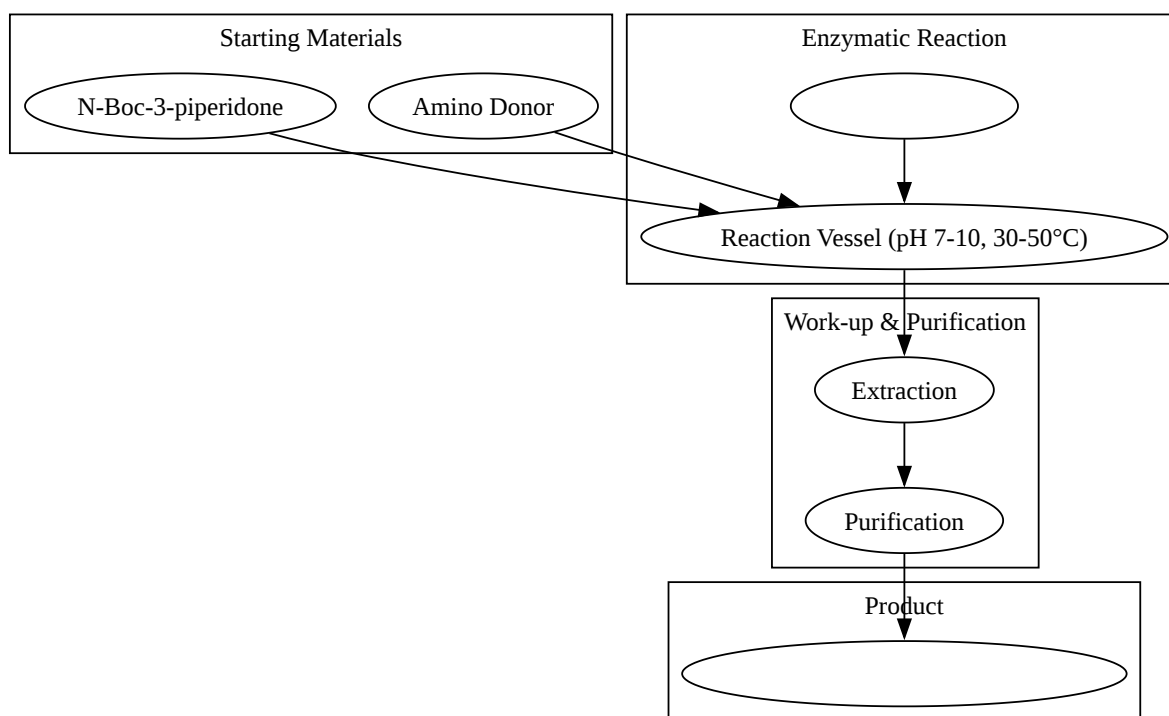 Starting Materials
N-Boc-3-piperidone
Amino Donor
Enzymatic Reaction
Reaction Vessel (pH 7-10, 30-50°C)
Work-up & Purification
Extraction
Purification
Product